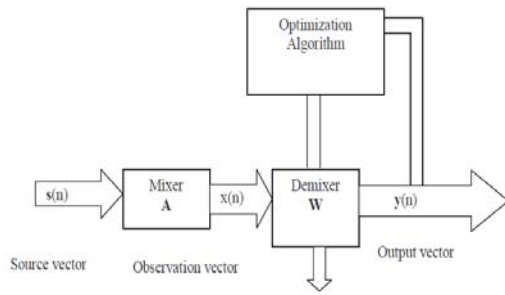 Optimization
Algorithm
s(n)
Mixer
A
x(n)
Demixer
W
y(n)
Source vector
Observation vector
Output vector